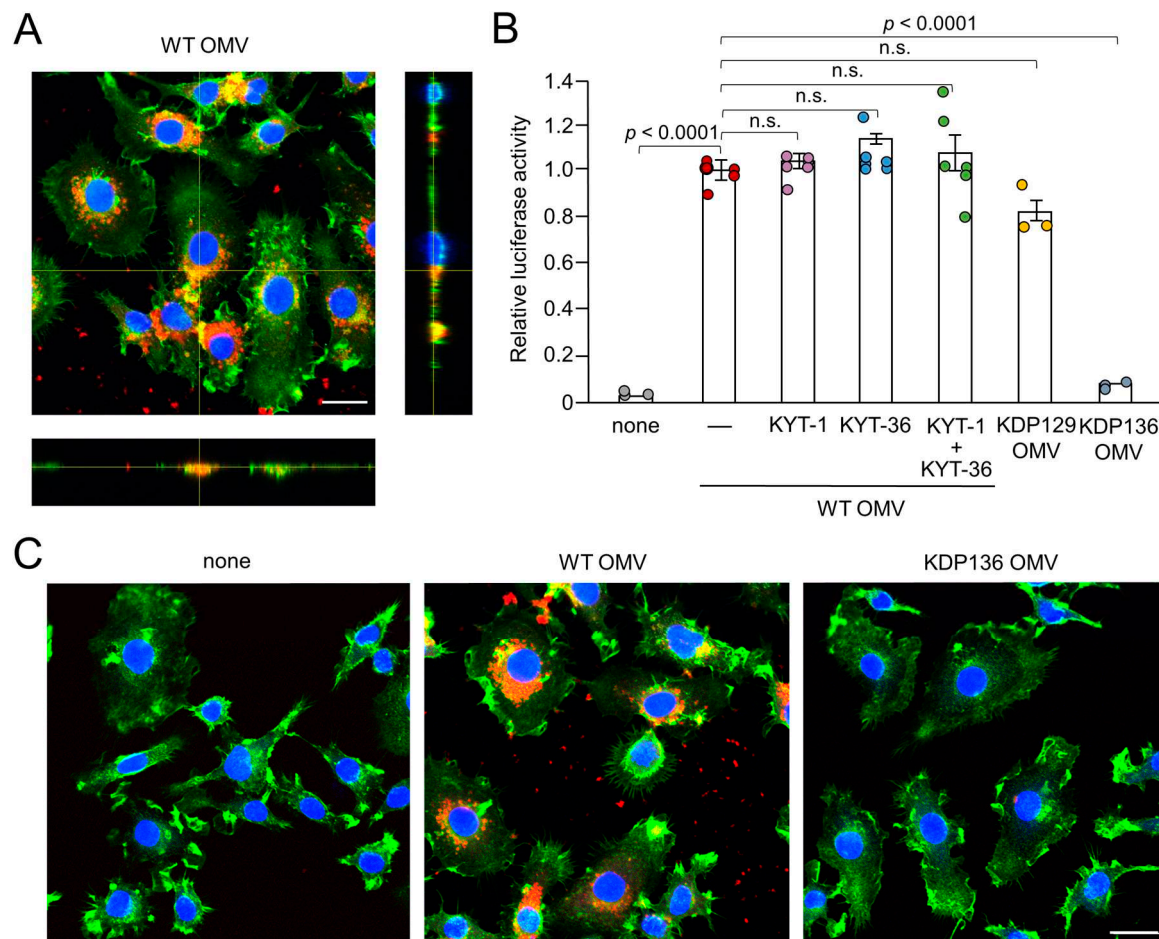 A
WT OMV
B
p < 0.0001
n.s.
n.s.
n.s.
p < 0.0001
n.s.
Relative luciferase activity
1.4
1.2
1.0
0.8
0.6
0.4
0.2
0
none
—
KYT-1
KYT-36
KYT-1
+
KYT-36
KDP129
OMV
KDP136
OMV
WT OMV
C
none
WT OMV
KDP136 OMV